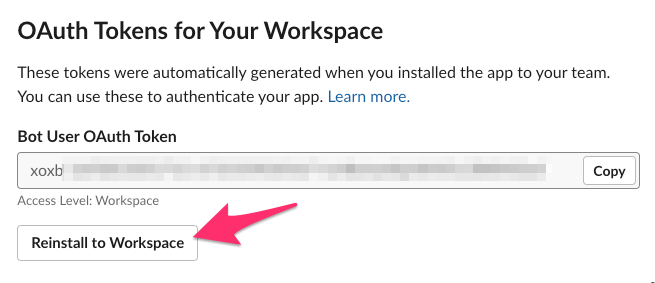 OAuth Tokens for Your Workspace
These tokens were automatically generated when you installed the app to your team.
You can use these to authenticate your app. Learn more.
Bot User OAuth Token
xoxb
Copy
Access Level: Workspace
Reinstall to Workspace